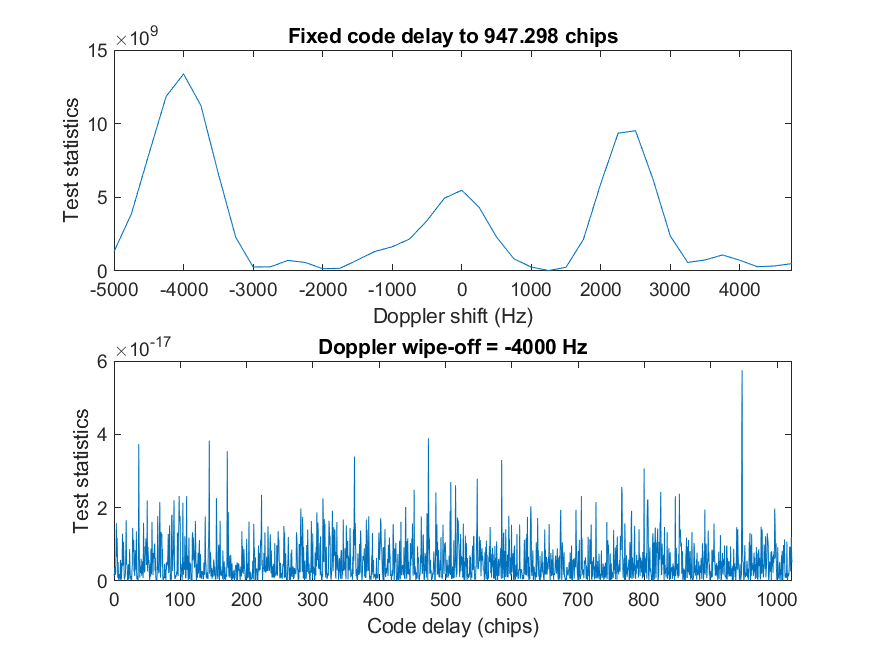 ×10^9
Fixed code delay to 947.298 chips
15
10
5
0
Test statistics
-5000 -4000 -3000 -2000 -1000 0 1000 2000 3000 4000
Doppler shift (Hz)
×10^-17
Doppler wipe-off = -4000 Hz
6
4
2
0
Test statistics
0 100 200 300 400 500 600 700 800 900 1000
Code delay (chips)